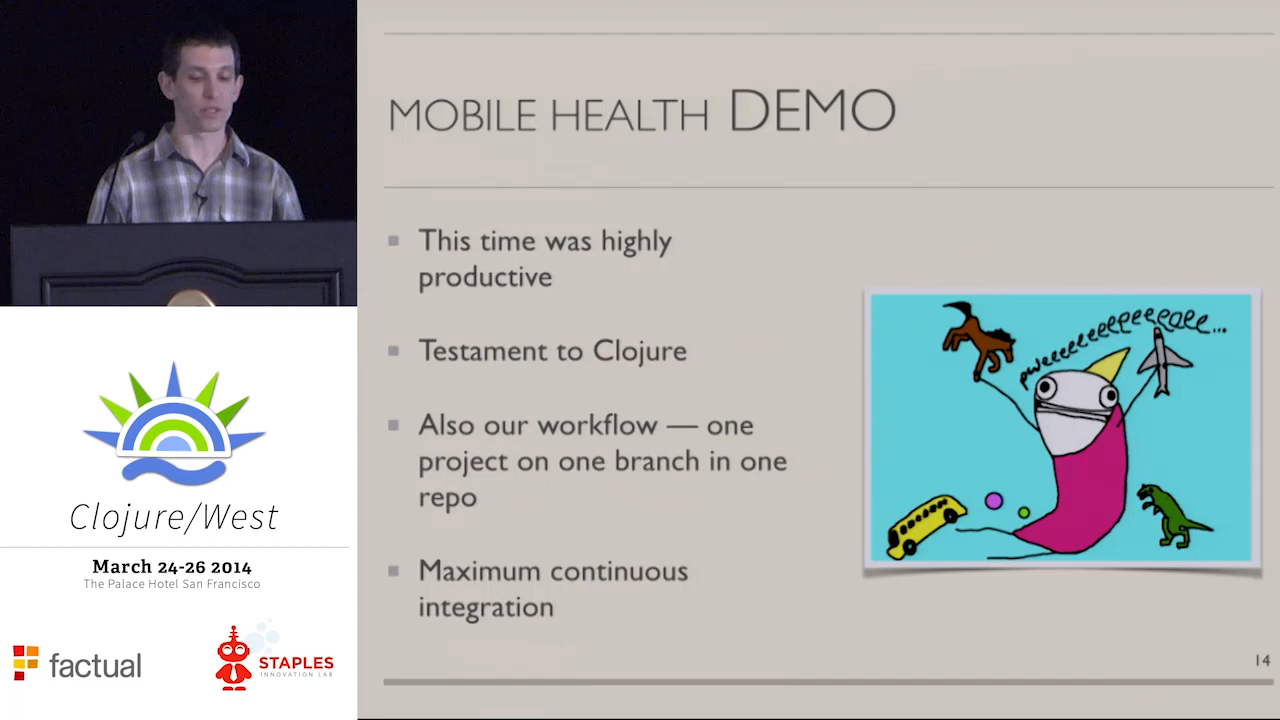 MOBILE HEALTH DEMO
This time was highly
productive
Testament to Clojure
Also our workflow — one
project on one branch in one
repo
Maximum continuous
integration
14
Clojure/West
March 24-26 2014
The Palace Hotel San Francisco
factual
STAPLES
INNOVATION LAB